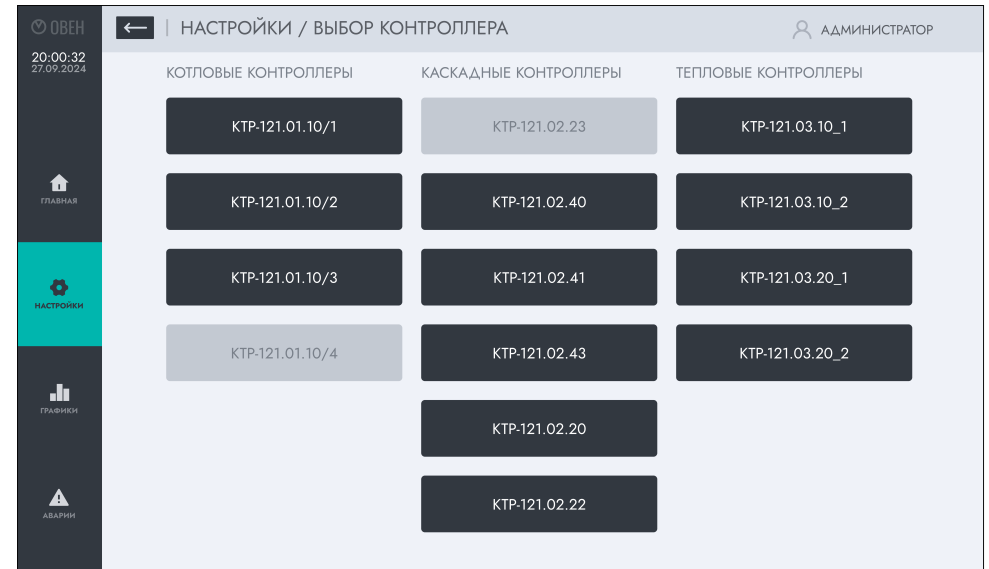 ОВЕН
20:00:32
27.09.2024
ГЛАВНАЯ
НАСТРОЙКИ
ГРАФИКИ
АВАРИИ
НАСТРОЙКИ / ВЫБОР КОНТРОЛЛЕРА
АДМИНИСТРАТОР
КОТЛОВЫЕ КОНТРОЛЛЕРЫ
КТР-121.01.10/1
КТР-121.01.10/2
КТР-121.01.10/3
КТР-121.01.10/4
КАСКАДНЫЕ КОНТРОЛЛЕРЫ
КТР-121.02.23
КТР-121.02.40
КТР-121.02.41
КТР-121.02.43
КТР-121.02.20
КТР-121.02.22
ТЕПЛОВЫЕ КОНТРОЛЛЕРЫ
КТР-121.03.10_1
КТР-121.03.10_2
КТР-121.03.20_1
КТР-121.03.20_2